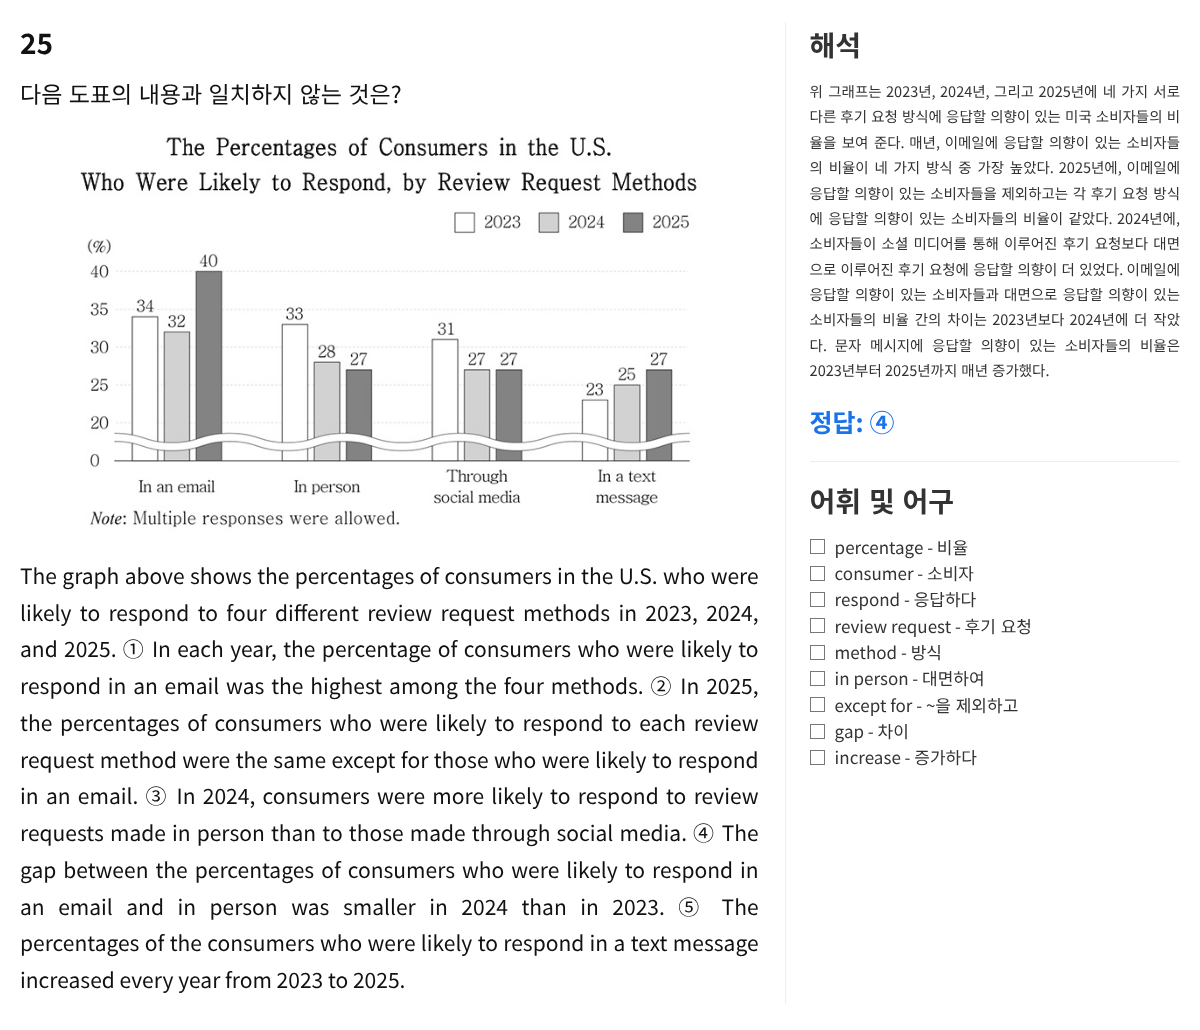 25
다음 도표의 내용과 일치하지 않는 것은?
The Percentages of Consumers in the U.S.
Who Were Likely to Respond, by Review Request Methods
2023 2024 2025
(%)
40
35
30
25
20
0
34 32 40
33 28 27
31 27 27
23 25 27
In an email
In person
Through
social media
In a text
message
Note: Multiple responses were allowed.
The graph above shows the percentages of consumers in the U.S. who were
likely to respond to four different review request methods in 2023, 2024,
and 2025. ① In each year, the percentage of consumers who were likely to
respond in an email was the highest among the four methods. ② In 2025,
the percentages of consumers who were likely to respond to each review
request method were the same except for those who were likely to respond
in an email. ③ In 2024, consumers were more likely to respond to review
requests made in person than to those made through social media. ④ The
gap between the percentages of consumers who were likely to respond in
an email and in person was smaller in 2024 than in 2023. ⑤ The
percentages of the consumers who were likely to respond in a text message
increased every year from 2023 to 2025.
해석
위 그래프는 2023년, 2024년, 그리고 2025년에 네 가지 서로
다른 후기 요청 방식에 응답할 의향이 있는 미국 소비자들의 비
율을 보여 준다. 매년, 이메일에 응답할 의향이 있는 소비자들
의 비율이 네 가지 방식 중 가장 높았다. 2025년에, 이메일에
응답할 의향이 있는 소비자들을 제외하고는 각 후기 요청 방식
에 응답할 의향이 있는 소비자들의 비율이 같았다. 2024년에,
소비자들이 소셜 미디어를 통해 이루어진 후기 요청보다 대면
으로 이루어진 후기 요청에 응답할 의향이 더 있었다. 이메일에
응답할 의향이 있는 소비자들과 대면으로 응답할 의향이 있는
소비자들의 비율 간의 차이는 2023년보다 2024년에 더 작았
다. 문자 메시지에 응답할 의향이 있는 소비자들의 비율은
2023년부터 2025년까지 매년 증가했다.
정답: ④
어휘 및 어구
percentage - 비율
consumer - 소비자
respond - 응답하다
review request - 후기 요청
method - 방식
in person - 대면하여
except for - ~을 제외하고
gap - 차이
increase - 증가하다